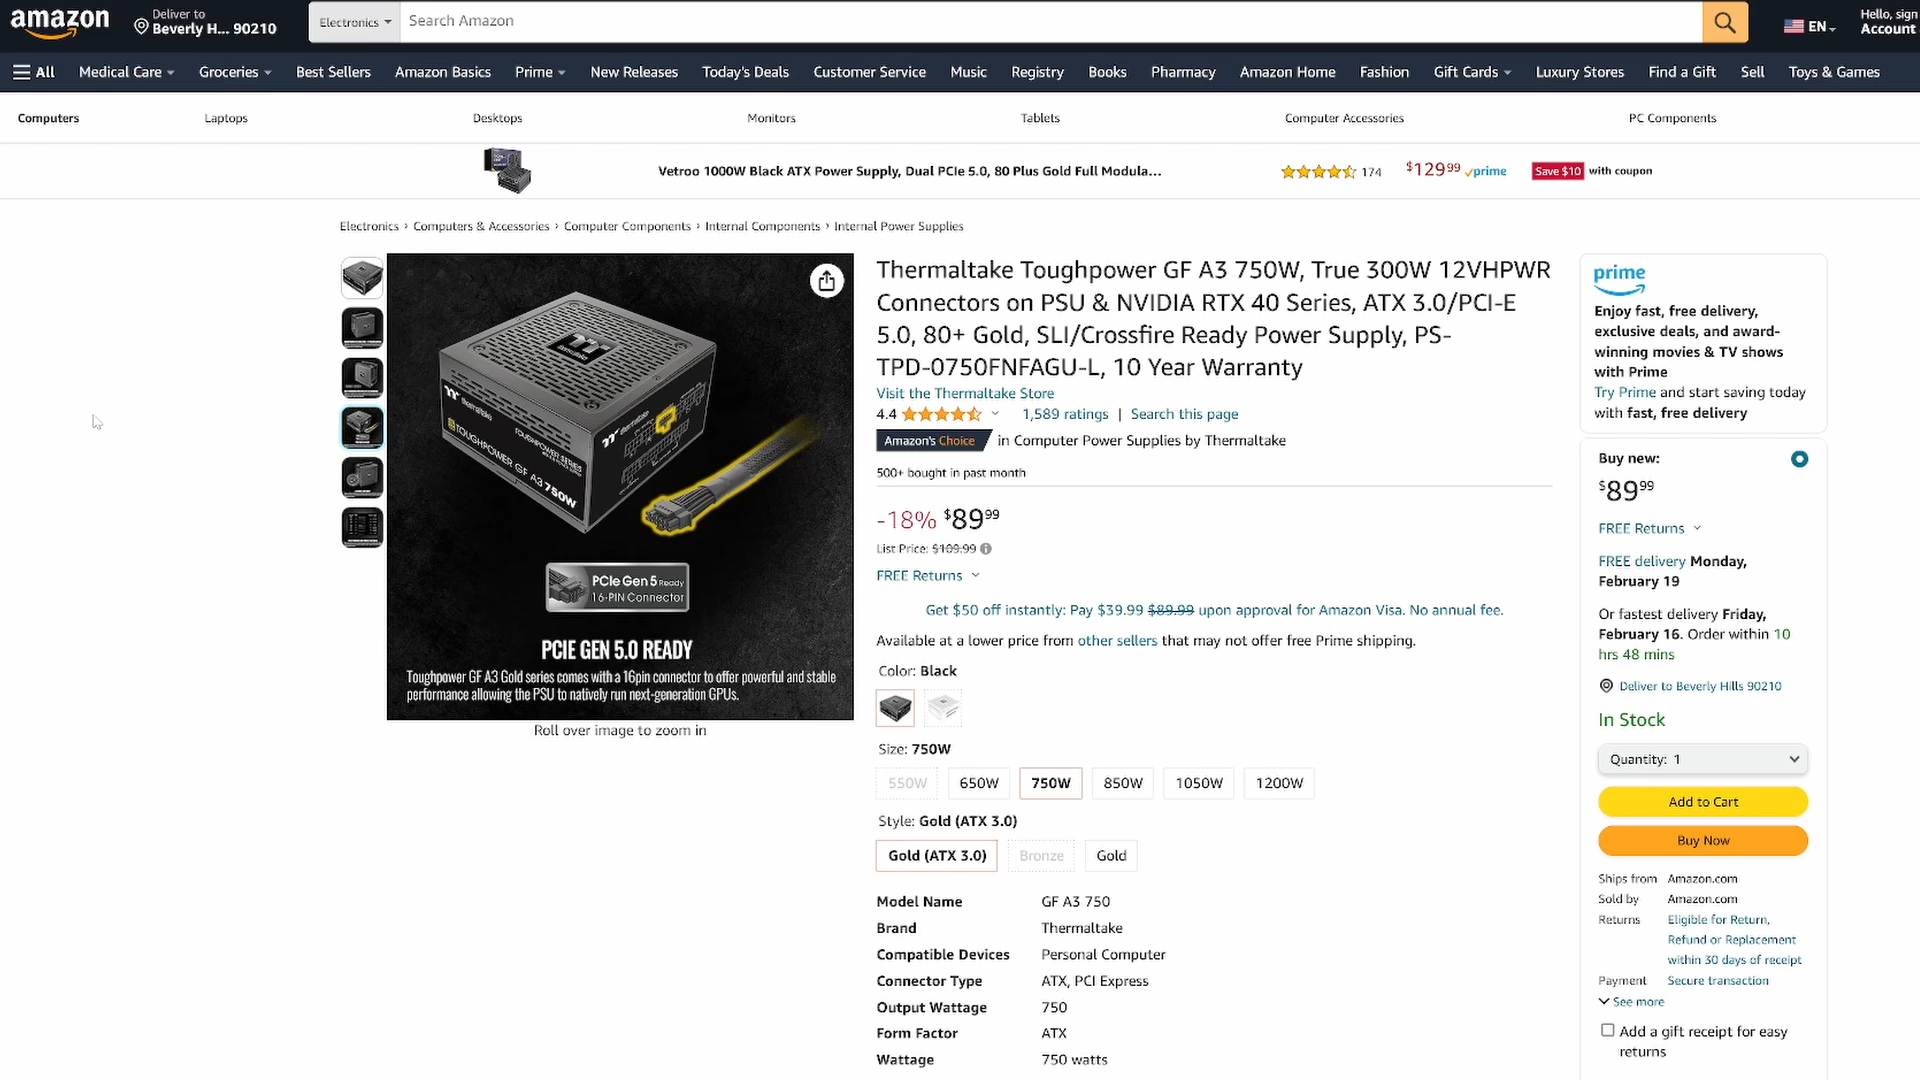 amazon
Deliver to
Beverly H... 90210
Electronics
Search Amazon
EN
Hello, sign
Account
All
Medical Care
Groceries
Best Sellers
Amazon Basics
Prime
New Releases
Today's Deals
Customer Service
Music
Registry
Books
Pharmacy
Amazon Home
Fashion
Gift Cards
Luxury Stores
Find a Gift
Sell
Toys & Games
Computers
Laptops
Desktops
Monitors
Tablets
Computer Accessories
PC Components
Vetroo 1000W Black ATX Power Supply, Dual PCIe 5.0, 80 Plus Gold Full Modula...
174
$12999
prime
Save $10 with coupon
Electronics › Computers & Accessories › Computer Components › Internal Components › Internal Power Supplies
thermaltake
thermaltake
TOUGHPOWER GF A3 750W
TOUGHPOWER SERIES
thermaltake
PCIe Gen 5 Ready
16-PIN Connector
PCIE GEN 5.0 READY
Toughpower GF A3 Gold series comes with a 16pin connector to offer powerful and stable
performance allowing the PSU to natively run next-generation GPUs.
Roll over image to zoom in
Thermaltake Toughpower GF A3 750W, True 300W 12VHPWR
Connectors on PSU & NVIDIA RTX 40 Series, ATX 3.0/PCI-E
5.0, 80+ Gold, SLI/Crossfire Ready Power Supply, PS-
TPD-0750FNFAGU-L, 10 Year Warranty
Visit the Thermaltake Store
4.4
1,589 ratings | Search this page
Amazon's Choice in Computer Power Supplies by Thermaltake
500+ bought in past month
-18% $8999
List Price: $109.99
FREE Returns
Get $50 off instantly: Pay $39.99 $89.99 upon approval for Amazon Visa. No annual fee.
Available at a lower price from other sellers that may not offer free Prime shipping.
Color: Black
Size: 750W
550W
650W
750W
850W
1050W
1200W
Style: Gold (ATX 3.0)
Gold (ATX 3.0)
Bronze
Gold
Model Name GF A3 750
Brand Thermaltake
Compatible Devices Personal Computer
Connector Type ATX, PCI Express
Output Wattage 750
Form Factor ATX
Wattage 750 watts
prime
Enjoy fast, free delivery,
exclusive deals, and award-
winning movies & TV shows
with Prime
Try Prime and start saving today
with fast, free delivery
Buy new:
$8999
FREE Returns
FREE delivery Monday,
February 19
Or fastest delivery Friday,
February 16. Order within 10
hrs 48 mins
Deliver to Beverly Hills 90210
In Stock
Quantity: 1
Add to Cart
Buy Now
Ships from Amazon.com
Sold by Amazon.com
Returns Eligible for Return,
Refund or Replacement
within 30 days of receipt
Payment Secure transaction
See more
Add a gift receipt for easy
returns